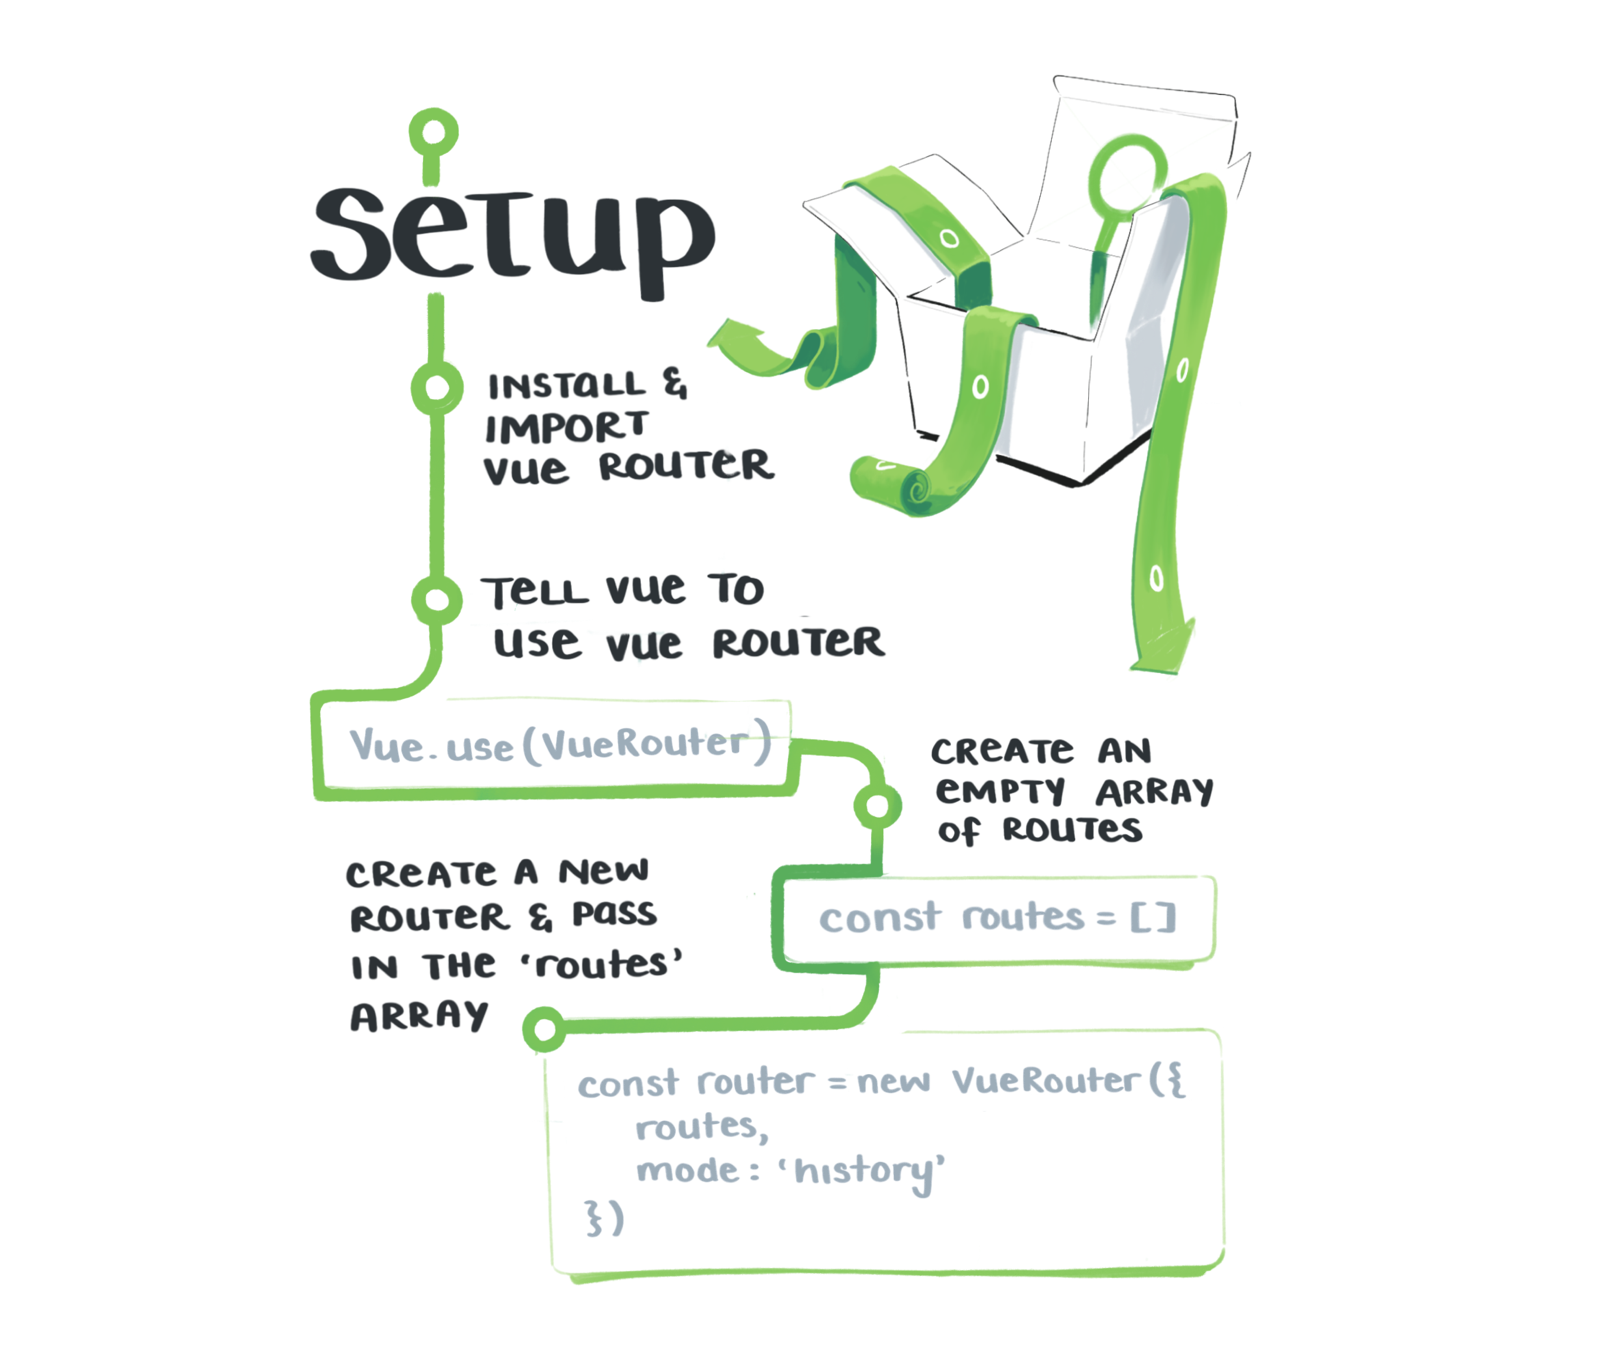 Setup
INSTALL &
IMPORT
Vue ROUTER
TELL Vue TO
USE Vue ROUTER
Vue.use(VueRouter)
CREATE AN
EMPTY ARRAY
OF ROUTES
const routes = []
CREATE A NEW
ROUTER & PASS
IN THE ‘routes’
ARRAY
const router = new VueRouter({
routes,
mode: ‘history’
})